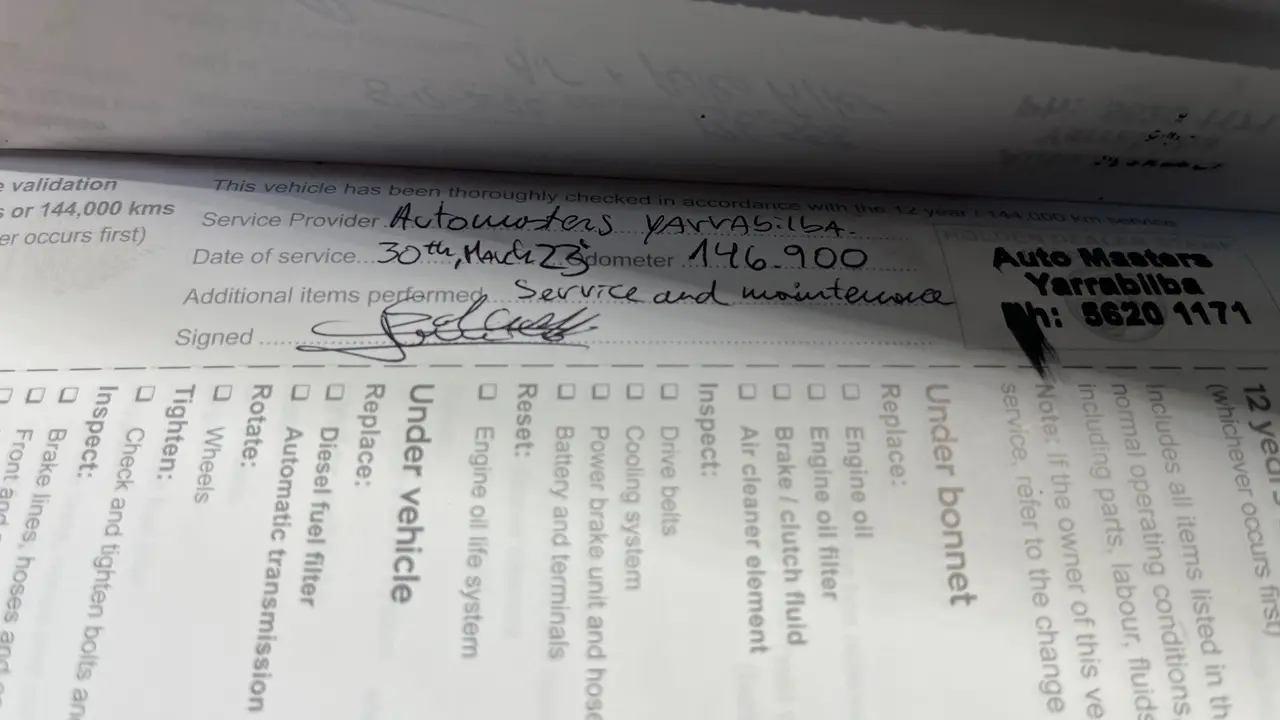 e validation
s or 144,000 kms
er occurs first)
This vehicle has been thoroughly checked in accordance with the 12 year / 144,000 km service
Service Provider Automasters YARRABilBA.
Date of service 30th, March 23 Odometer 146.900
Additional items performed Service and maintenance
Signed
Auto Masters
Yarrabilba
Ph: 5620 1171
12 years
(whichever occurs first)
Includes all items listed in th
normal operating conditions
including parts, labour, fluids
Note: If the owner of this ve
service, refer to the change
Under bonnet
Replace:
☐ Engine oil
☐ Engine oil filter
☐ Brake / clutch fluid
☐ Air cleaner element
Inspect:
☐ Drive belts
☐ Cooling system
☐ Power brake unit and hose
☐ Battery and terminals
Reset:
☐ Engine oil life system
Under vehicle
Replace:
☐ Diesel fuel filter
☐ Automatic transmission
Rotate:
☐ Wheels
Tighten:
☐ Check and tighten bolts an
Inspect:
☐ Brake lines, hoses and co
☐ Front and